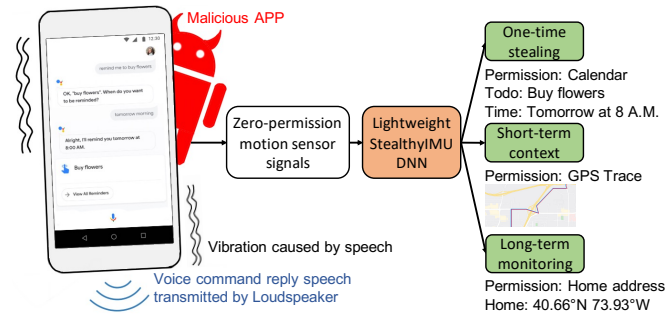 Malicious APP
12:30
remind me to buy flowers
OK, "buy flowers". When do you want
to be reminded?
tomorrow morning
Alright, I'll remind you tomorrow at
8:00 AM.
Buy flowers
View All Reminders
Zero-permission
motion sensor
signals
Lightweight
StealthyIMU
DNN
One-time
stealing
Permission: Calendar
Todo: Buy flowers
Time: Tomorrow at 8 A.M.
Short-term
context
Permission: GPS Trace
Long-term
monitoring
Permission: Home address
Home: 40.66°N 73.93°W
Vibration caused by speech
Voice command reply speech
transmitted by Loudspeaker